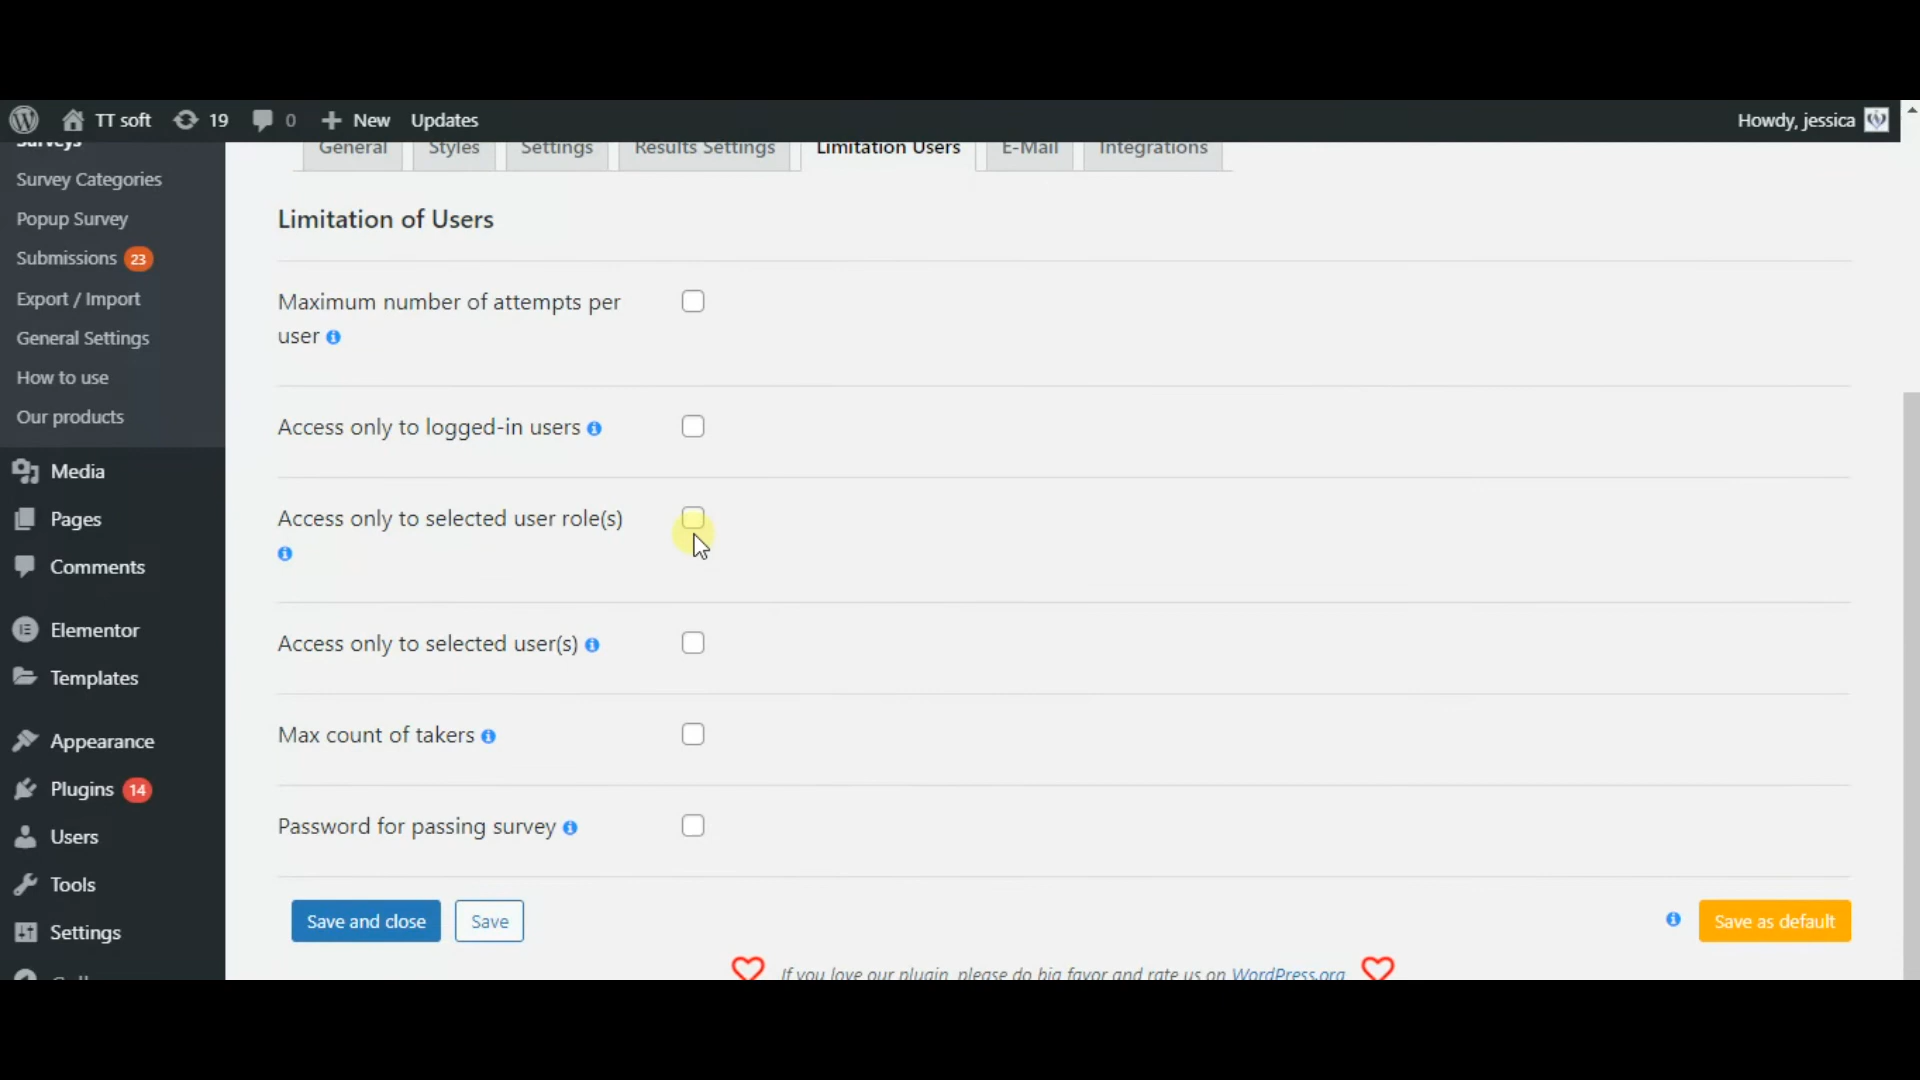 TT soft 19 0 New Updates Howdy, jessica
Surveys
General Styles Settings Results Settings Limitation Users E-Mail Integrations
Survey Categories
Popup Survey
Submissions 23
Export / Import
General Settings
How to use
Our products
Media
Pages
Comments
Elementor
Templates
Appearance
Plugins 14
Users
Tools
Settings
Limitation of Users
Maximum number of attempts per
user
Access only to logged-in users
Access only to selected user role(s)
Access only to selected user(s)
Max count of takers
Password for passing survey
Save and close Save Save as default
If you love our plugin, please do big favor and rate us on WordPress.org